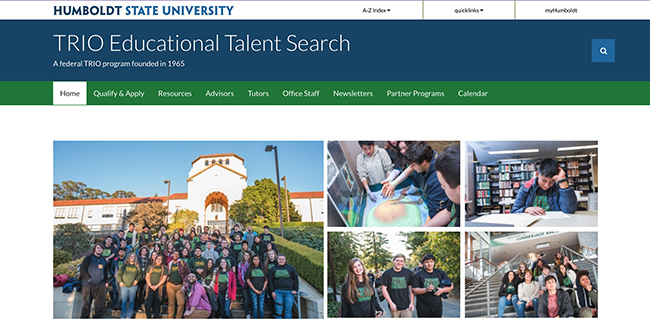 HUMBOLDT STATE UNIVERSITY
A-Z Index
quicklinks
myHumboldt
TRIO Educational Talent Search
A federal TRIO program founded in 1965
Home
Qualify & Apply
Resources
Advisors
Tutors
Office Staff
Newsletters
Partner Programs
Calendar